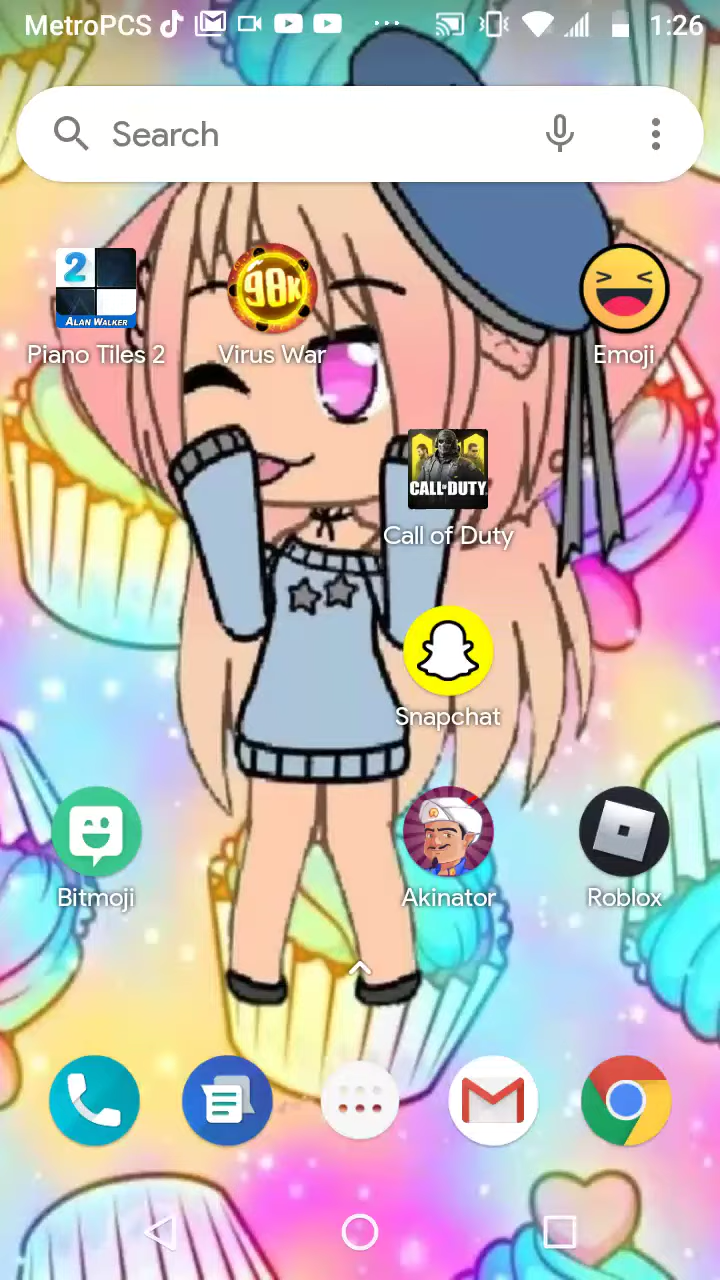 MetroPCS 1:26
Search
2
ALAN WALKER
98K
Piano Tiles 2 Virus War Emoji
CALL OF DUTY
Call of Duty
Snapchat
Bitmoji Akinator Roblox